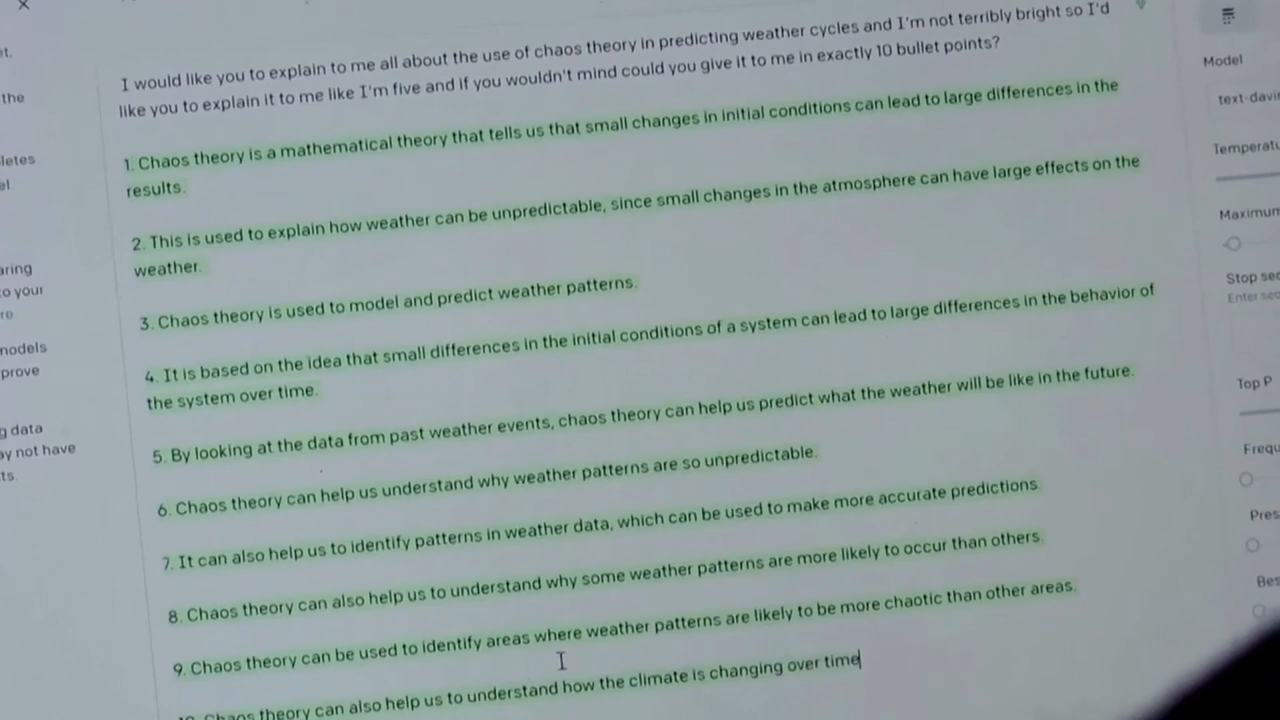 et.
the
letes
el
aring
to your
re
models
prove
g data
ay not have
ts
I would like you to explain to me all about the use of chaos theory in predicting weather cycles and I'm not terribly bright so I'd
like you to explain it to me like I'm five and if you wouldn't mind could you give it to me in exactly 10 bullet points?
1. Chaos theory is a mathematical theory that tells us that small changes in initial conditions can lead to large differences in the
results.
2. This is used to explain how weather can be unpredictable, since small changes in the atmosphere can have large effects on the
weather.
3. Chaos theory is used to model and predict weather patterns.
4. It is based on the idea that small differences in the initial conditions of a system can lead to large differences in the behavior of
the system over time.
5. By looking at the data from past weather events, chaos theory can help us predict what the weather will be like in the future.
6. Chaos theory can help us understand why weather patterns are so unpredictable.
7. It can also help us to identify patterns in weather data, which can be used to make more accurate predictions.
8. Chaos theory can also help us to understand why some weather patterns are more likely to occur than others.
9. Chaos theory can be used to identify areas where weather patterns are likely to be more chaotic than other areas.
10. Chaos theory can also help us to understand how the climate is changing over time
Model
text-davin
Temperatu
Maximum
Stop sec
Enter sec
Top P
Frequ
Pres
Bes